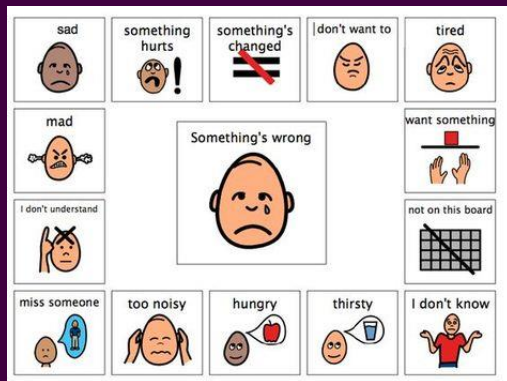 sad
something
hurts
something's
changed
I don't want to
tired
mad
Something's wrong
want something
I don't understand
not on this board
miss someone
too noisy
hungry
thirsty
I don't know